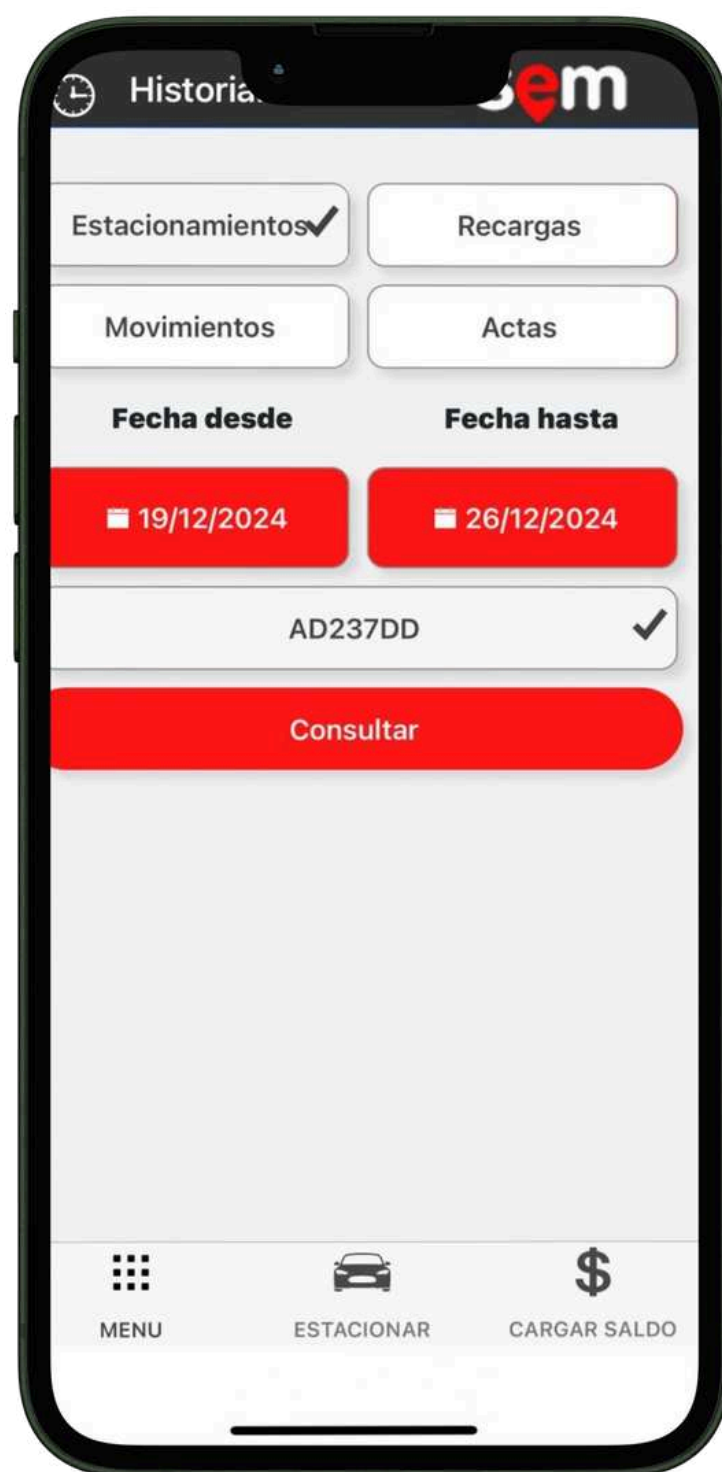 Historia
sem
Estacionamientos
Recargas
Movimientos
Actas
Fecha desde
Fecha hasta
19/12/2024
26/12/2024
AD237DD
Consultar
MENU
ESTACIONAR
$
CARGAR SALDO